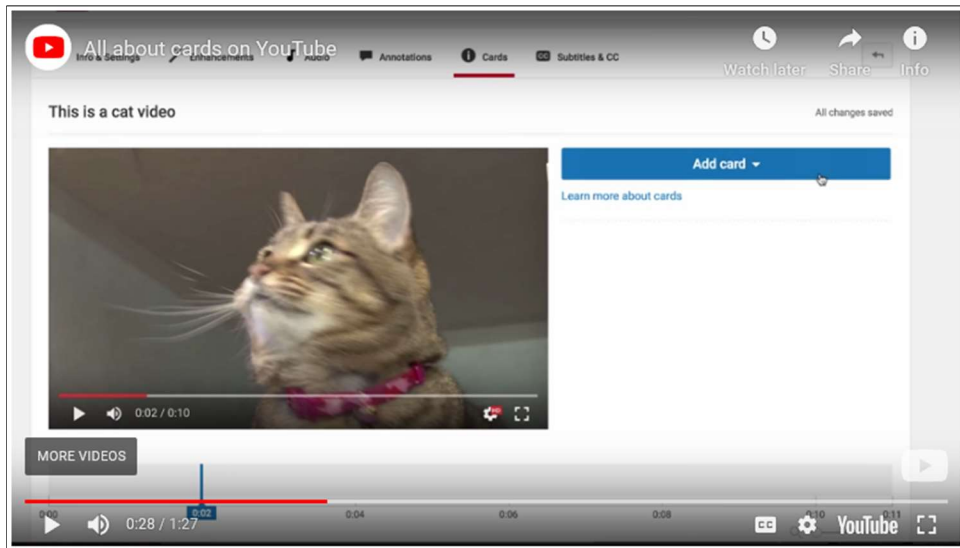 All about cards on YouTube
Watch later Share Info
Info & Settings Enhancements Audio Annotations Cards CC Subtitles & CC
This is a cat video
All changes saved
Add card
Learn more about cards
0:02 / 0:10
HD
MORE VIDEOS
0:00 0:02 0:04 0:06 0:08 0:10 0:11
0:28 / 1:27
CC YouTube